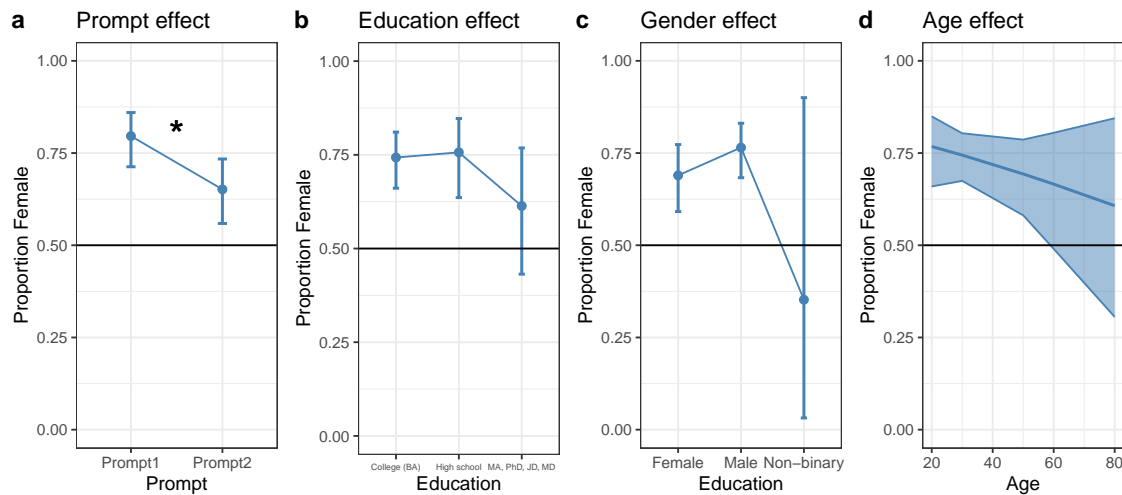 a Prompt effect
Proportion Female
1.00
0.75
0.50
0.25
0.00
*
Prompt1 Prompt2
Prompt
b Education effect
Proportion Female
1.00
0.75
0.50
0.25
0.00
College (BA) High school MA, PhD, JD, MD
Education
c Gender effect
Proportion Female
1.00
0.75
0.50
0.25
0.00
Female Male Non−binary
Education
d Age effect
Proportion Female
1.00
0.75
0.50
0.25
0.00
20 40 60 80
Age